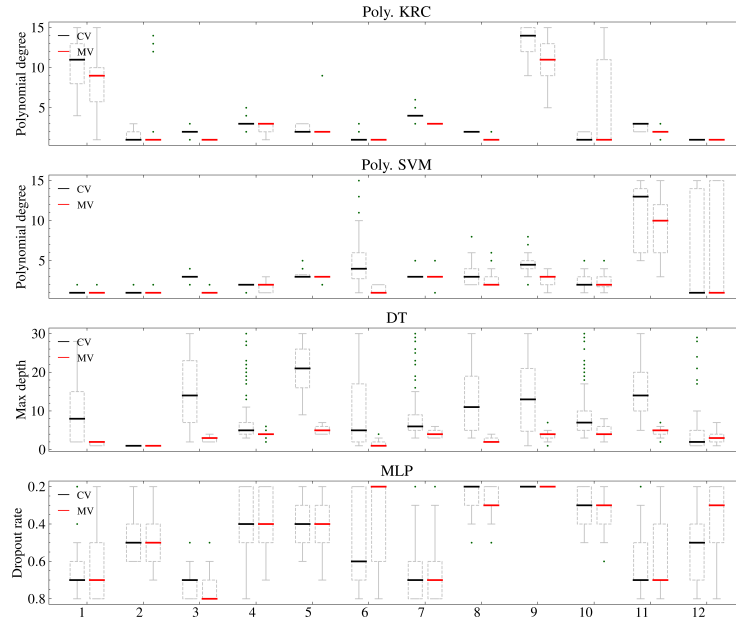 Poly. KRC
15
10
5
Polynomial degree
CV
MV
Poly. SVM
15
10
5
Polynomial degree
CV
MV
DT
30
20
10
0
Max depth
CV
MV
MLP
0.2
0.4
0.6
0.8
Dropout rate
CV
MV
1 2 3 4 5 6 7 8 9 10 11 12